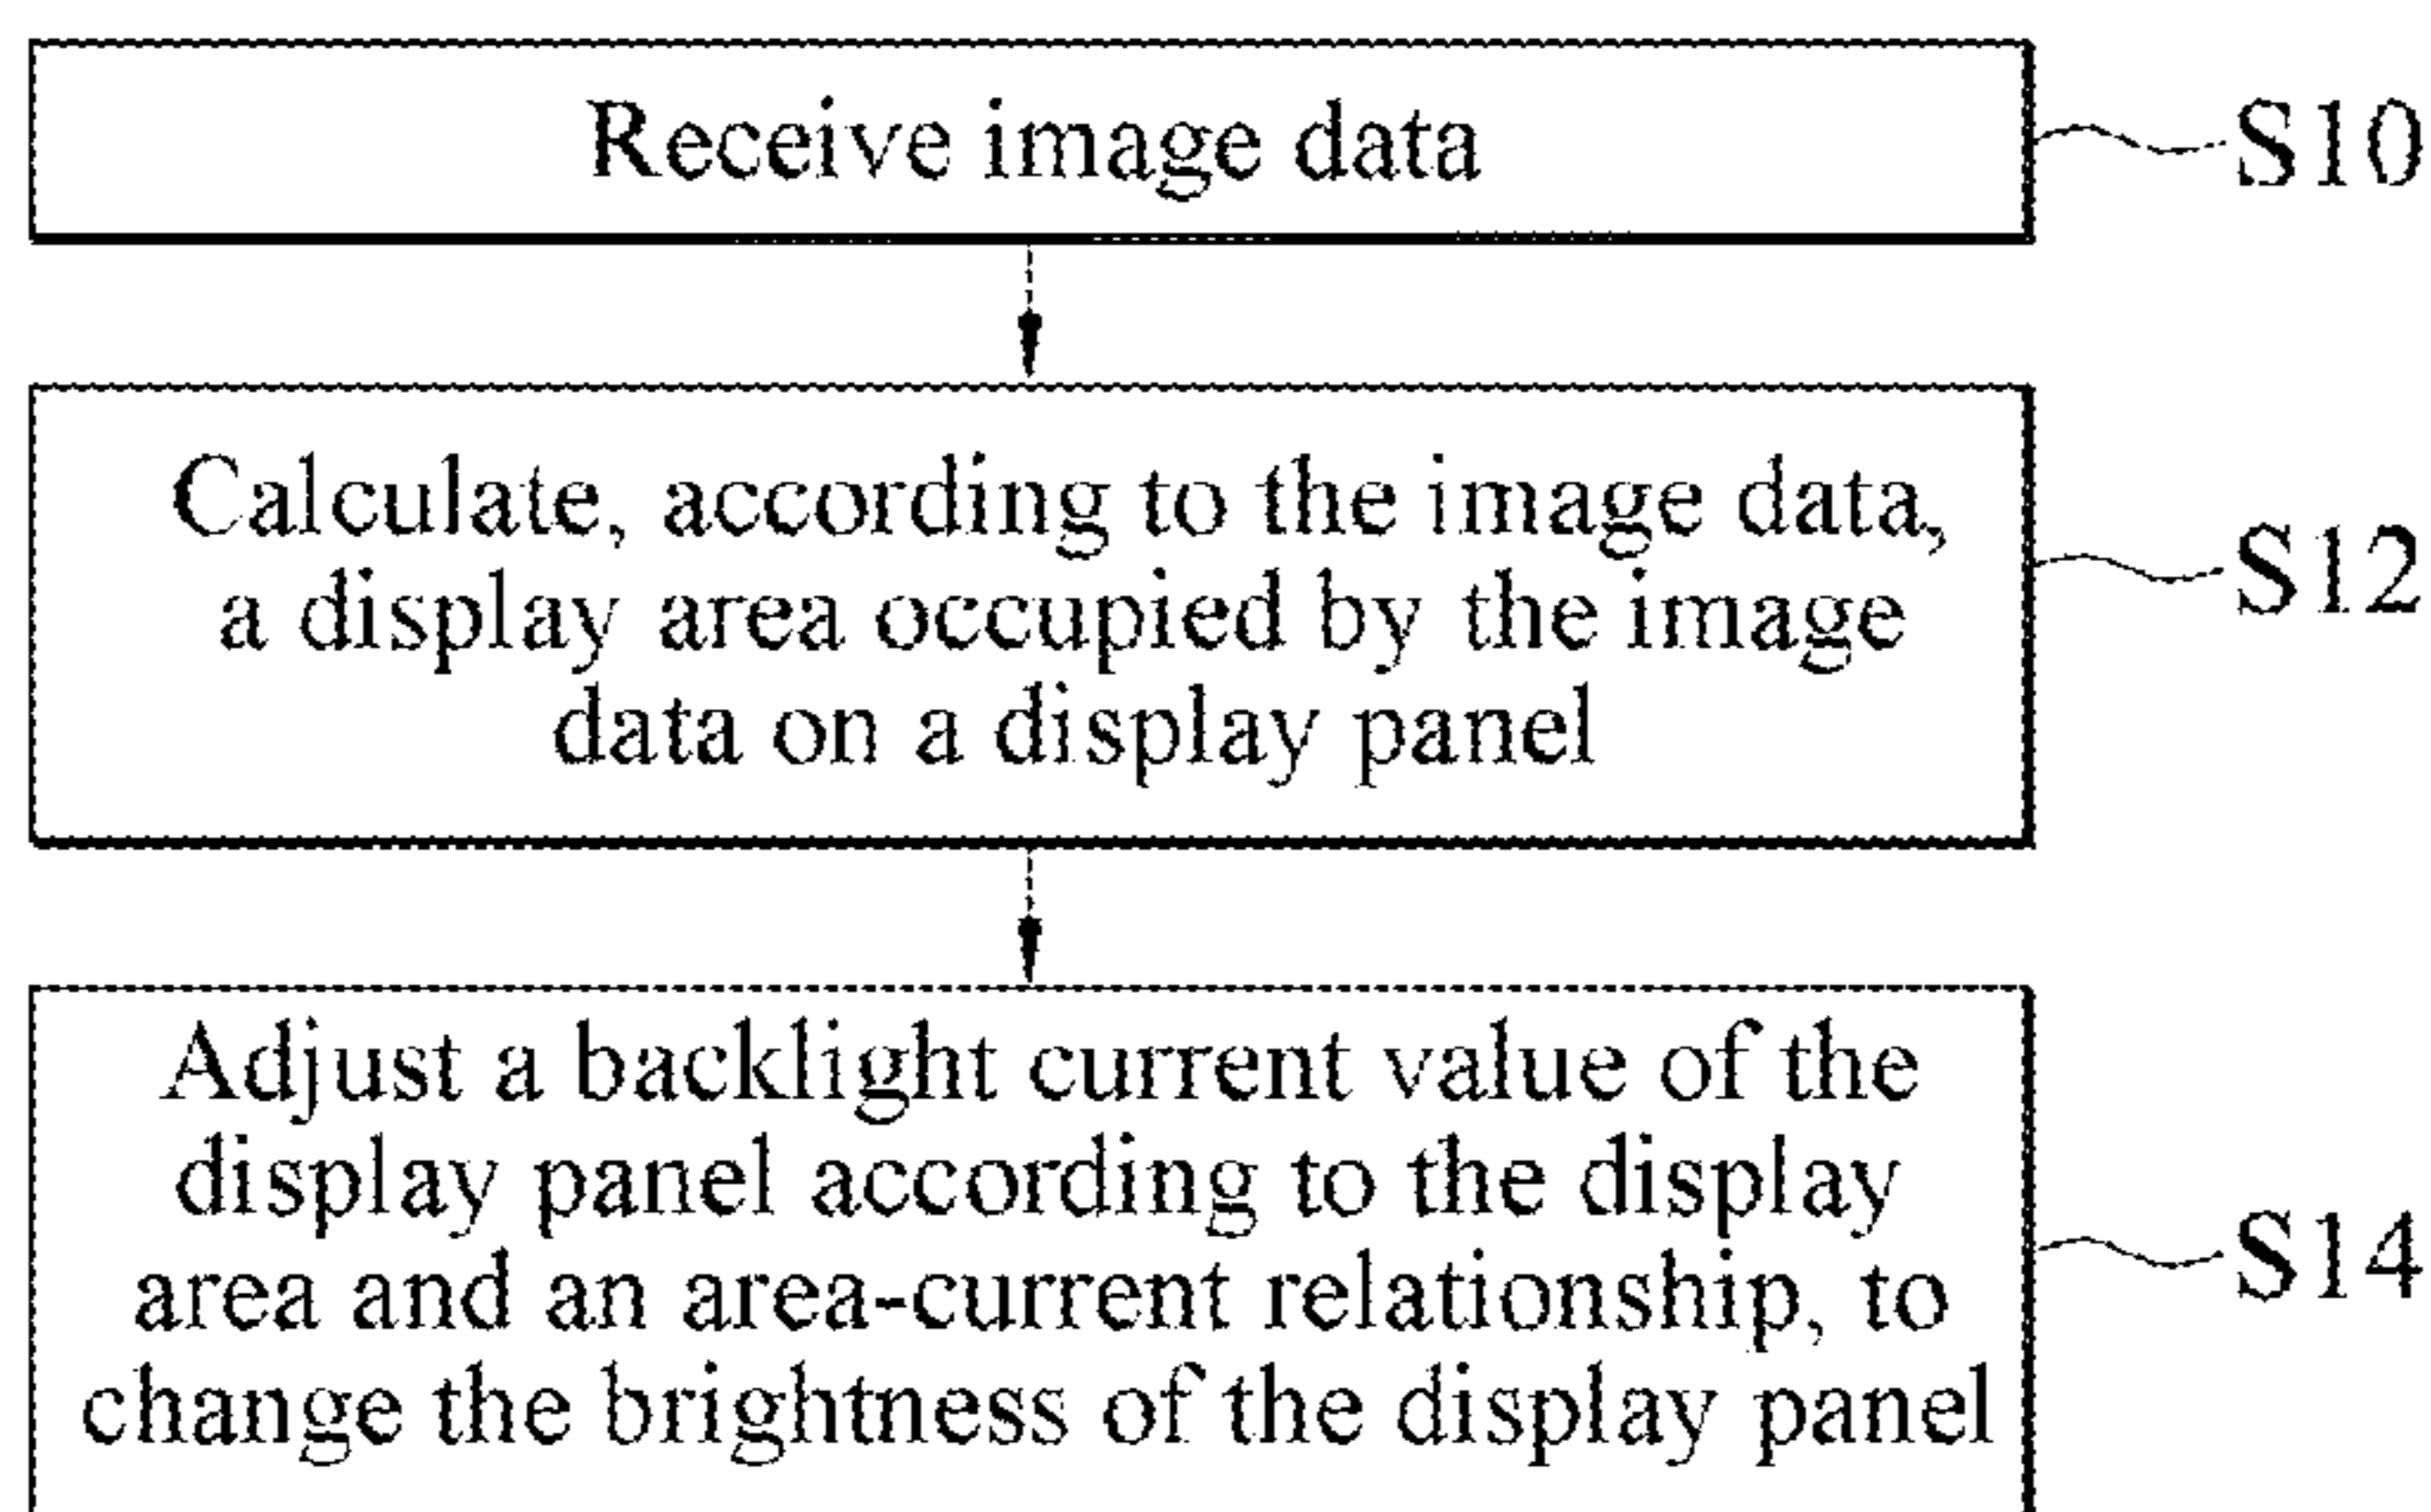 Receive image data
S10
Calculate, according to the image data,
a display area occupied by the image
data on a display panel
S12
Adjust a backlight current value of the
display panel according to the display
area and an area-current relationship, to
change the brightness of the display panel
S14